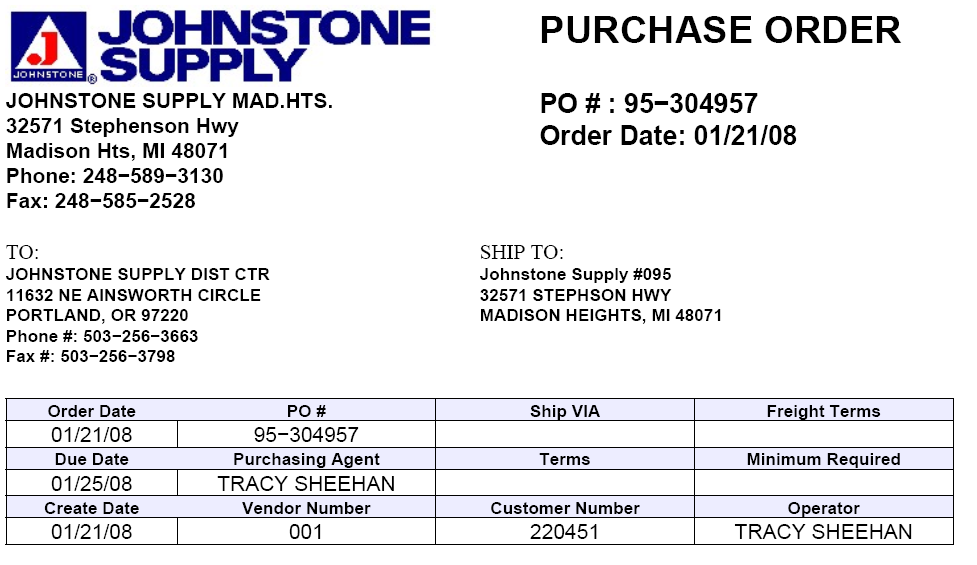 JOHNSTONE
SUPPLY
JOHNSTONE ®
JOHNSTONE SUPPLY MAD.HTS.
32571 Stephenson Hwy
Madison Hts, MI 48071
Phone: 248−589−3130
Fax: 248−585−2528
PURCHASE ORDER
PO # : 95−304957
Order Date: 01/21/08
TO:
JOHNSTONE SUPPLY DIST CTR
11632 NE AINSWORTH CIRCLE
PORTLAND, OR 97220
Phone #: 503−256−3663
Fax #: 503−256−3798
SHIP TO:
Johnstone Supply #095
32571 STEPHSON HWY
MADISON HEIGHTS, MI 48071
Order Date PO # Ship VIA Freight Terms
01/21/08 95−304957
Due Date Purchasing Agent Terms Minimum Required
01/25/08 TRACY SHEEHAN
Create Date Vendor Number Customer Number Operator
01/21/08 001 220451 TRACY SHEEHAN